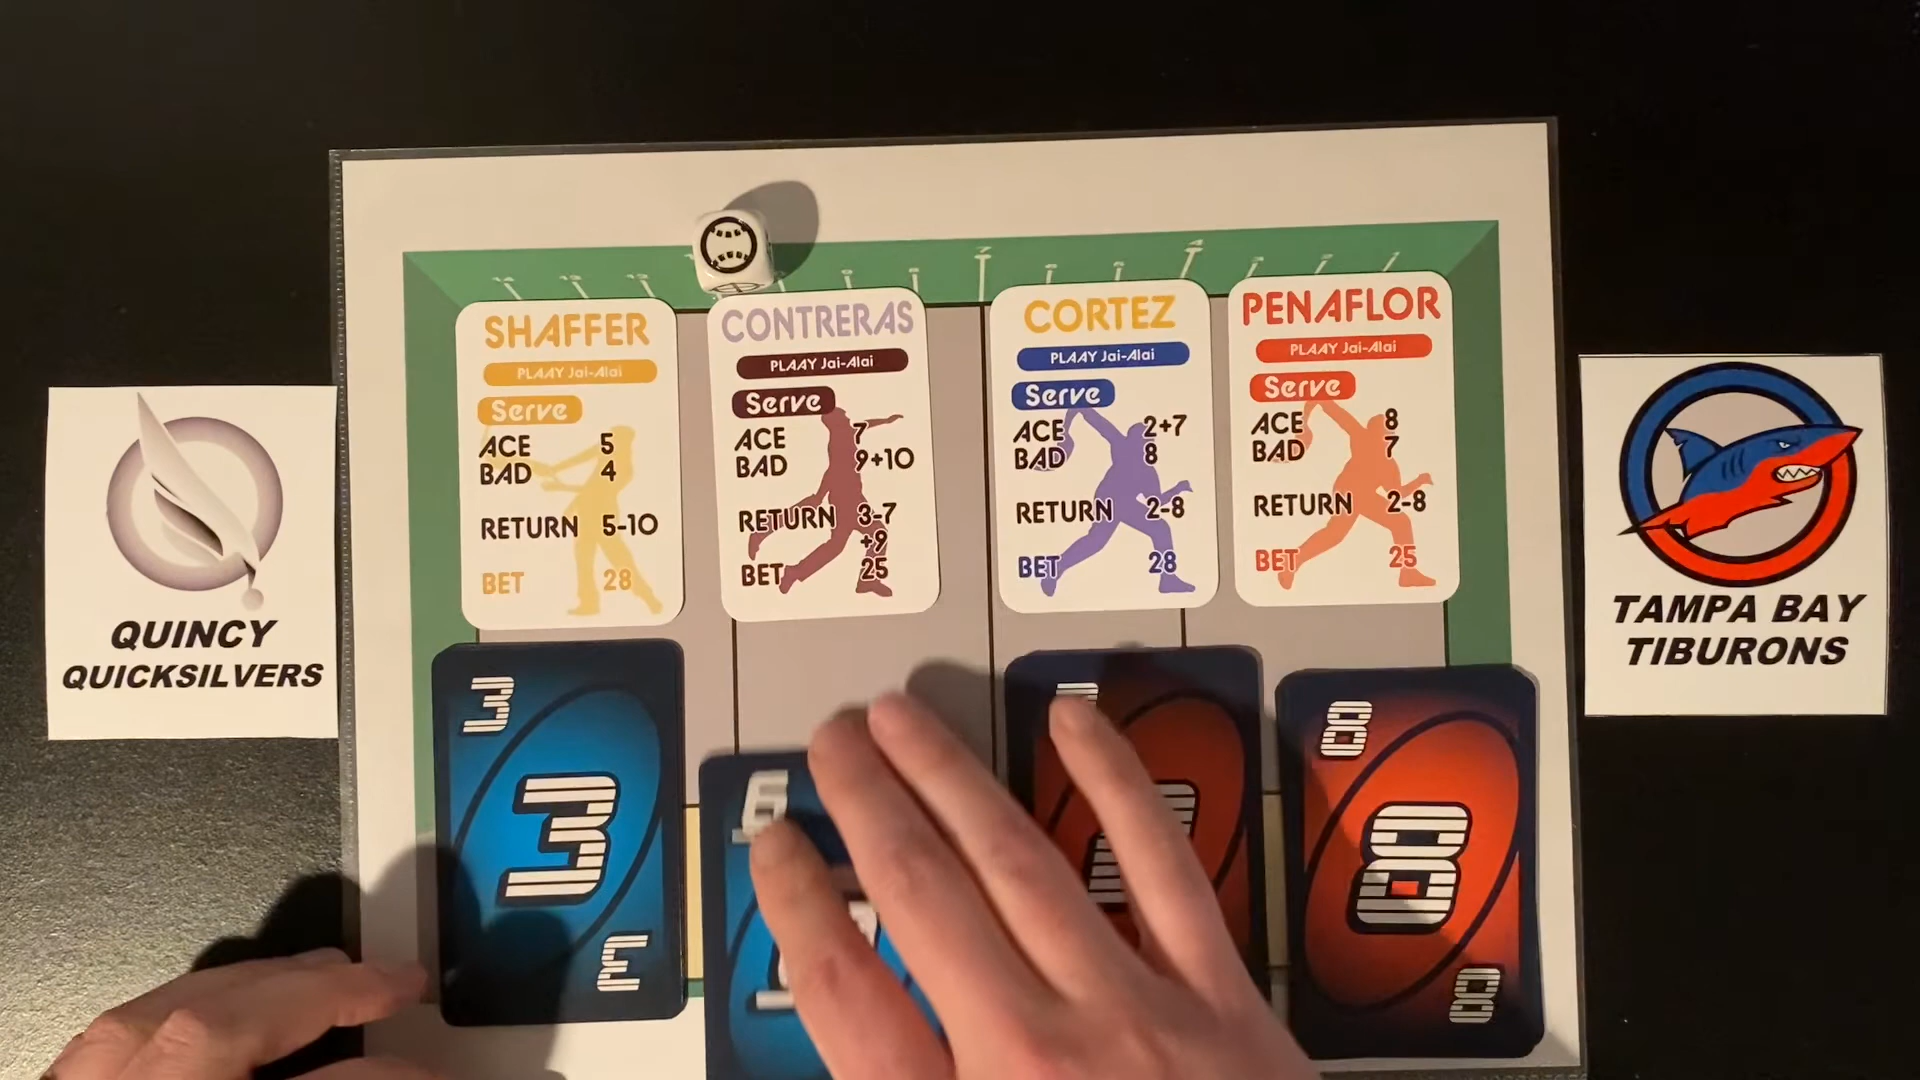 SHAFFER
PLAAY Jai-Alai
Serve
ACE 5
BAD 4
RETURN 5-10
BET 28
CONTRERAS
PLAAY Jai-Alai
Serve
ACE 7
BAD 9+10
RETURN 3-7
+9
BET 25
CORTEZ
PLAAY Jai-Alai
Serve
ACE 2+7
BAD 8
RETURN 2-8
BET 28
PENAFLOR
PLAAY Jai-Alai
Serve
ACE 8
BAD 7
RETURN 2-8
BET 25
QUINCY
QUICKSILVERS
TAMPA BAY
TIBURONS
3
3
3
6
8
8
8